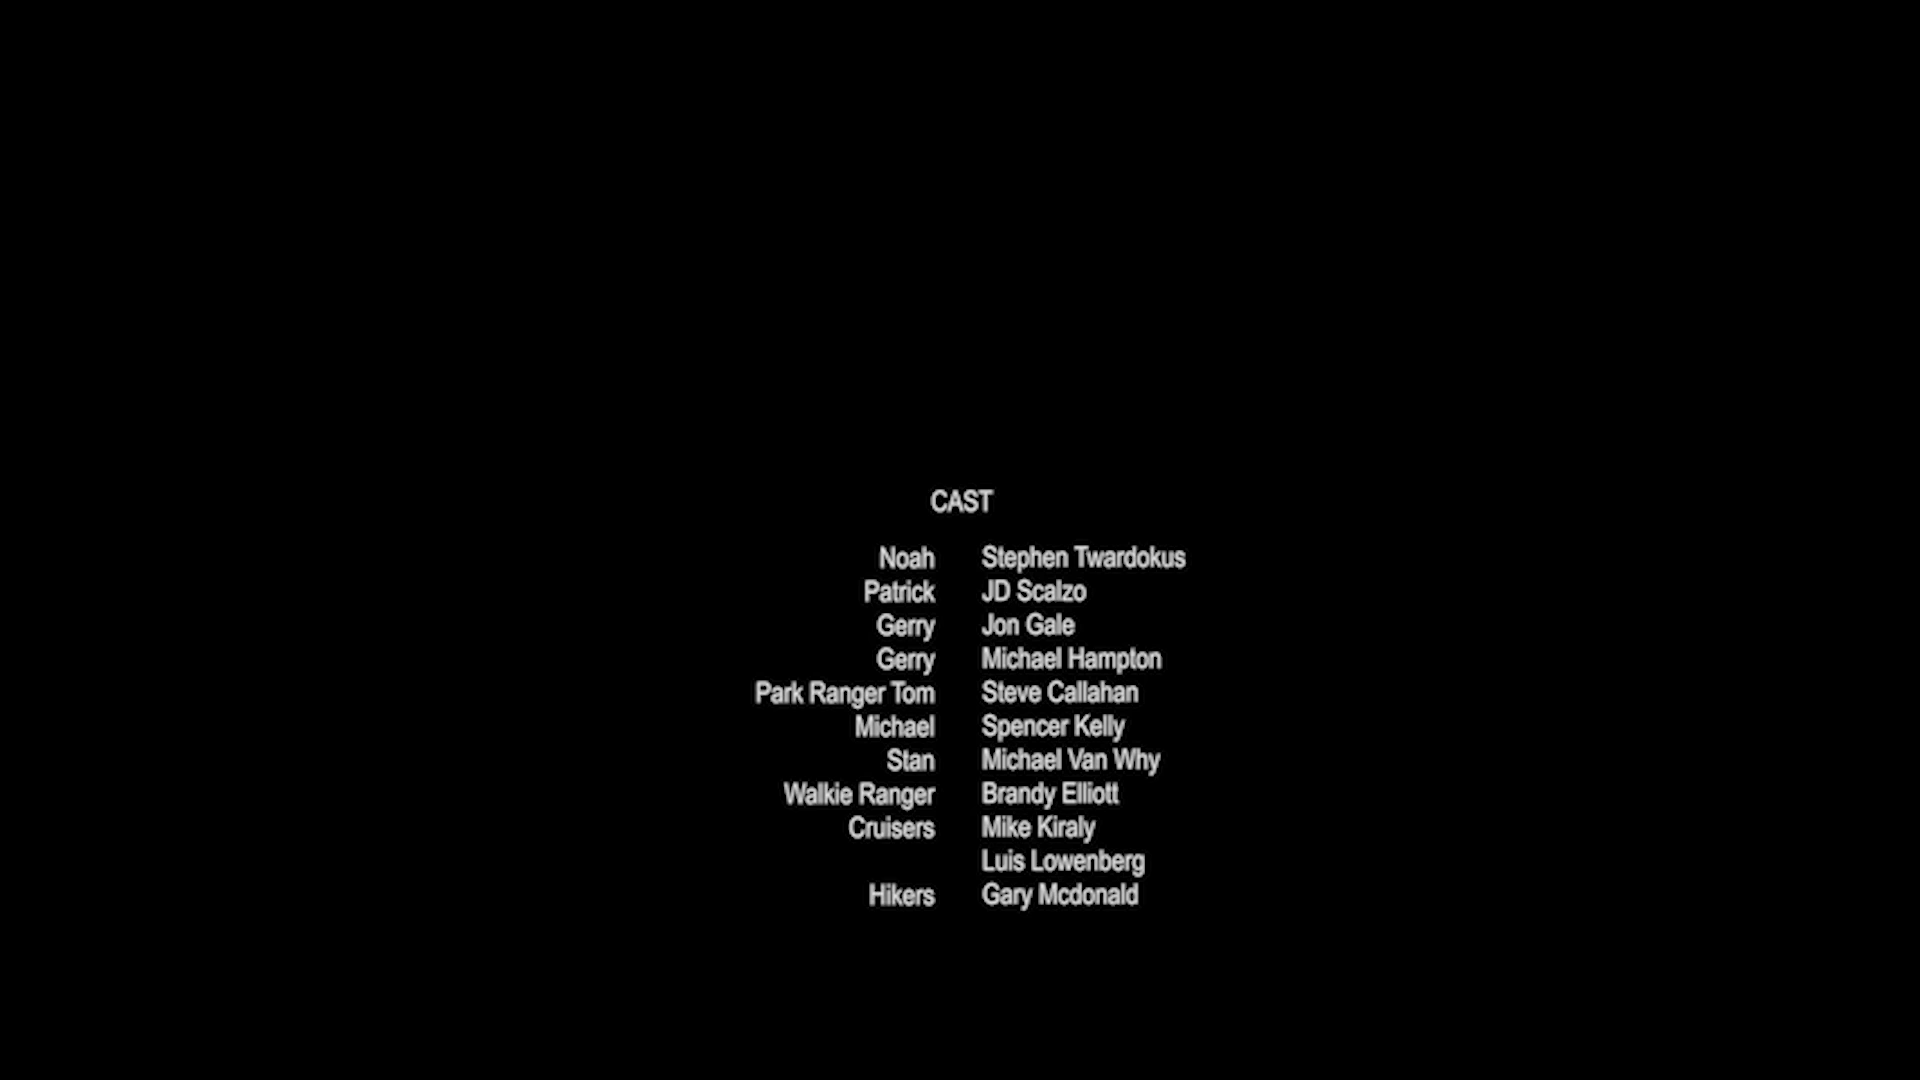 CAST
Noah Stephen Twardokus
Patrick JD Scalzo
Gerry Jon Gale
Gerry Michael Hampton
Park Ranger Tom Steve Callahan
Michael Spencer Kelly
Stan Michael Van Why
Walkie Ranger Brandy Elliott
Cruisers Mike Kiraly
Luis Lowenberg
Hikers Gary Mcdonald